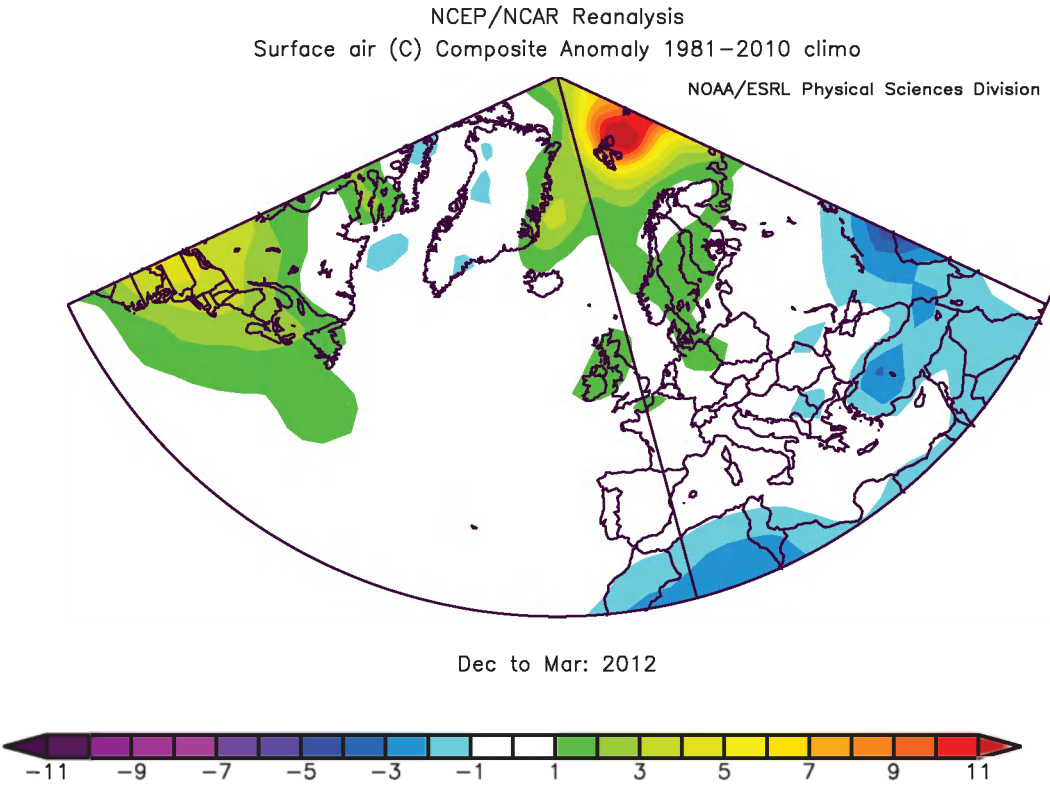 NCEP/NCAR Reanalysis
Surface air (C) Composite Anomaly 1981-2010 climo
NOAA/ESRL Physical Sciences Division
Dec to Mar: 2012
-11 -9 -7 -5 -3 -1 1 3 5 7 9 11